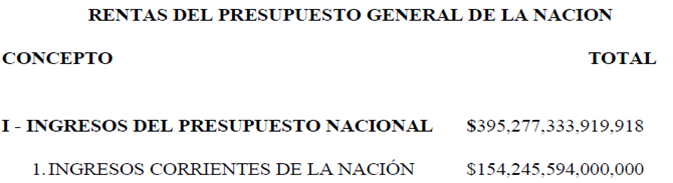 RENTAS DEL PRESUPUESTO GENERAL DE LA NACION
CONCEPTO TOTAL
I - INGRESOS DEL PRESUPUESTO NACIONAL $395,277,333,919,918
1. INGRESOS CORRIENTES DE LA NACIÓN $154,245,594,000,000